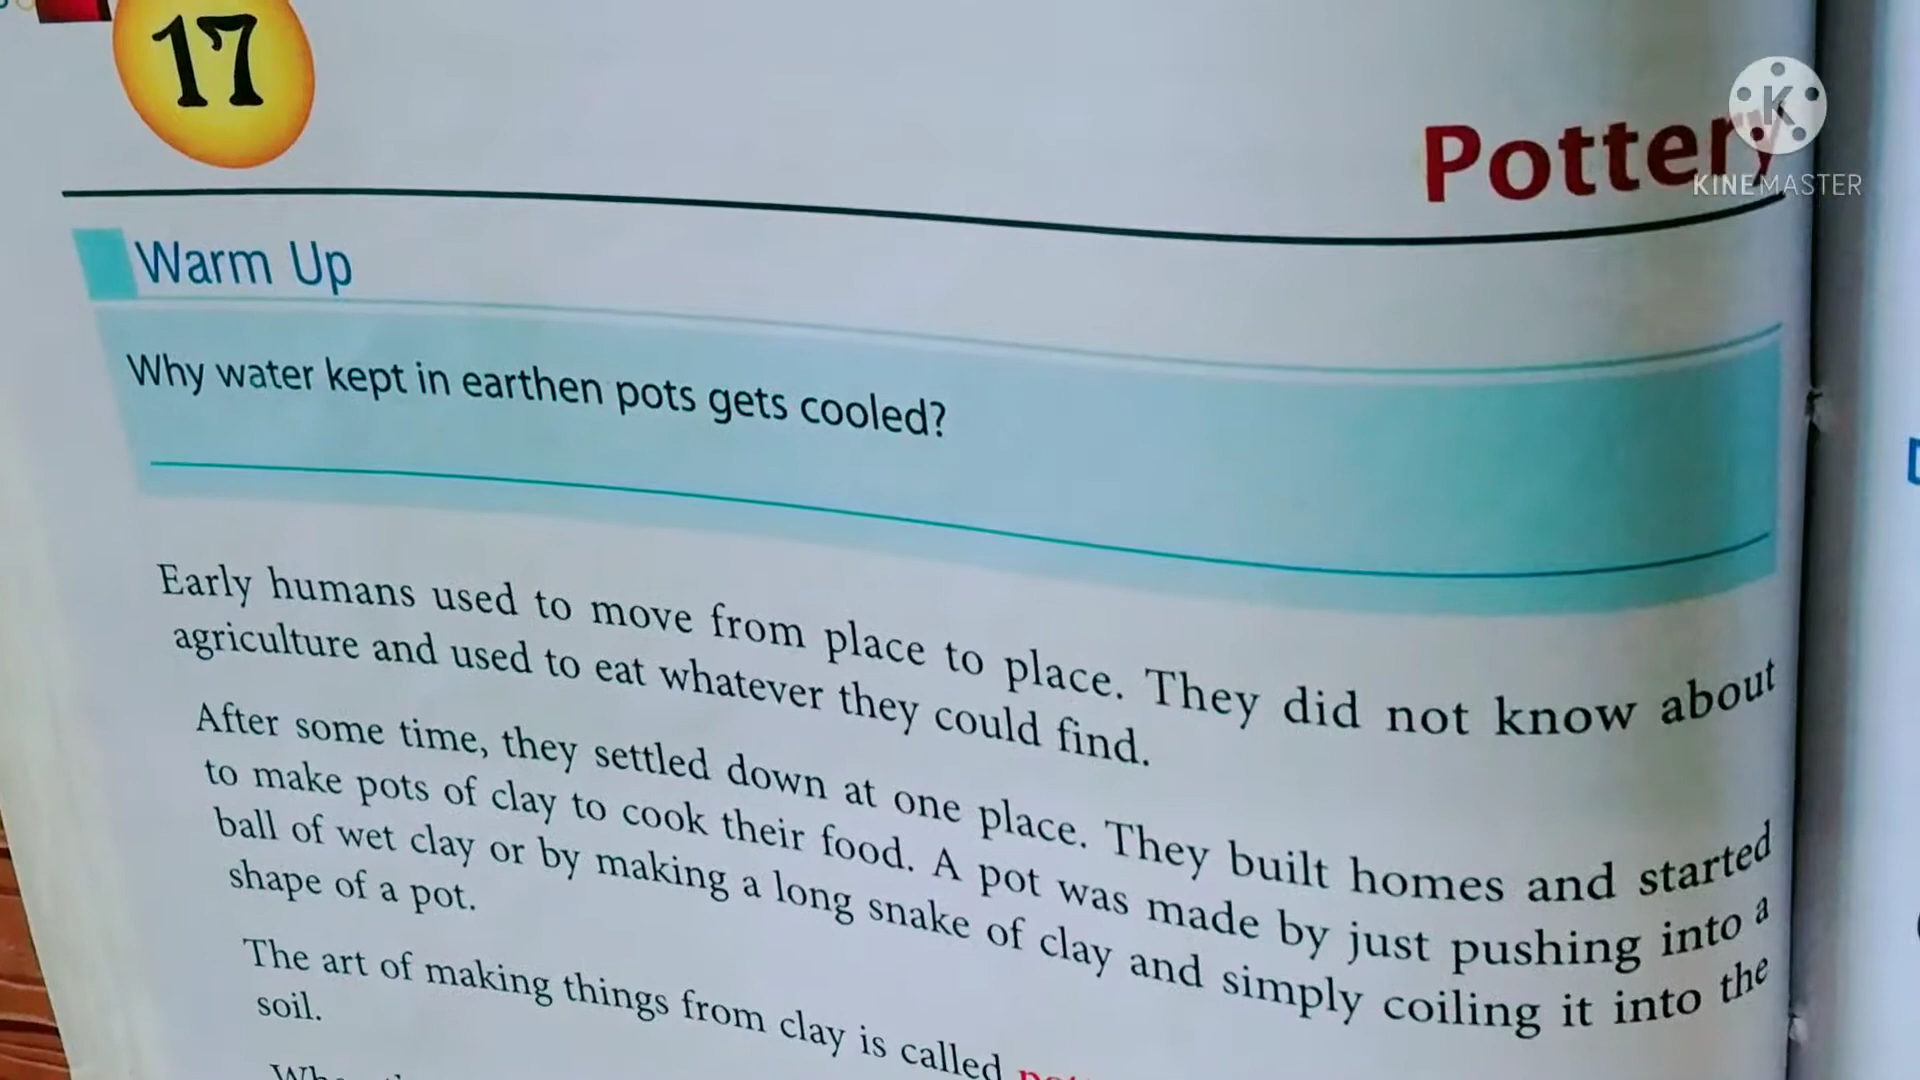 17
Pottery
KINEMASTER
Warm Up
Why water kept in earthen pots gets cooled?
Early humans used to move from place to place. They did not know about
agriculture and used to eat whatever they could find.
After some time, they settled down at one place. They built homes and started
to make pots of clay to cook their food. A pot was made by just pushing into a
ball of wet clay or by making a long snake of clay and simply coiling it into the
shape of a pot.
The art of making things from clay is called
soil.